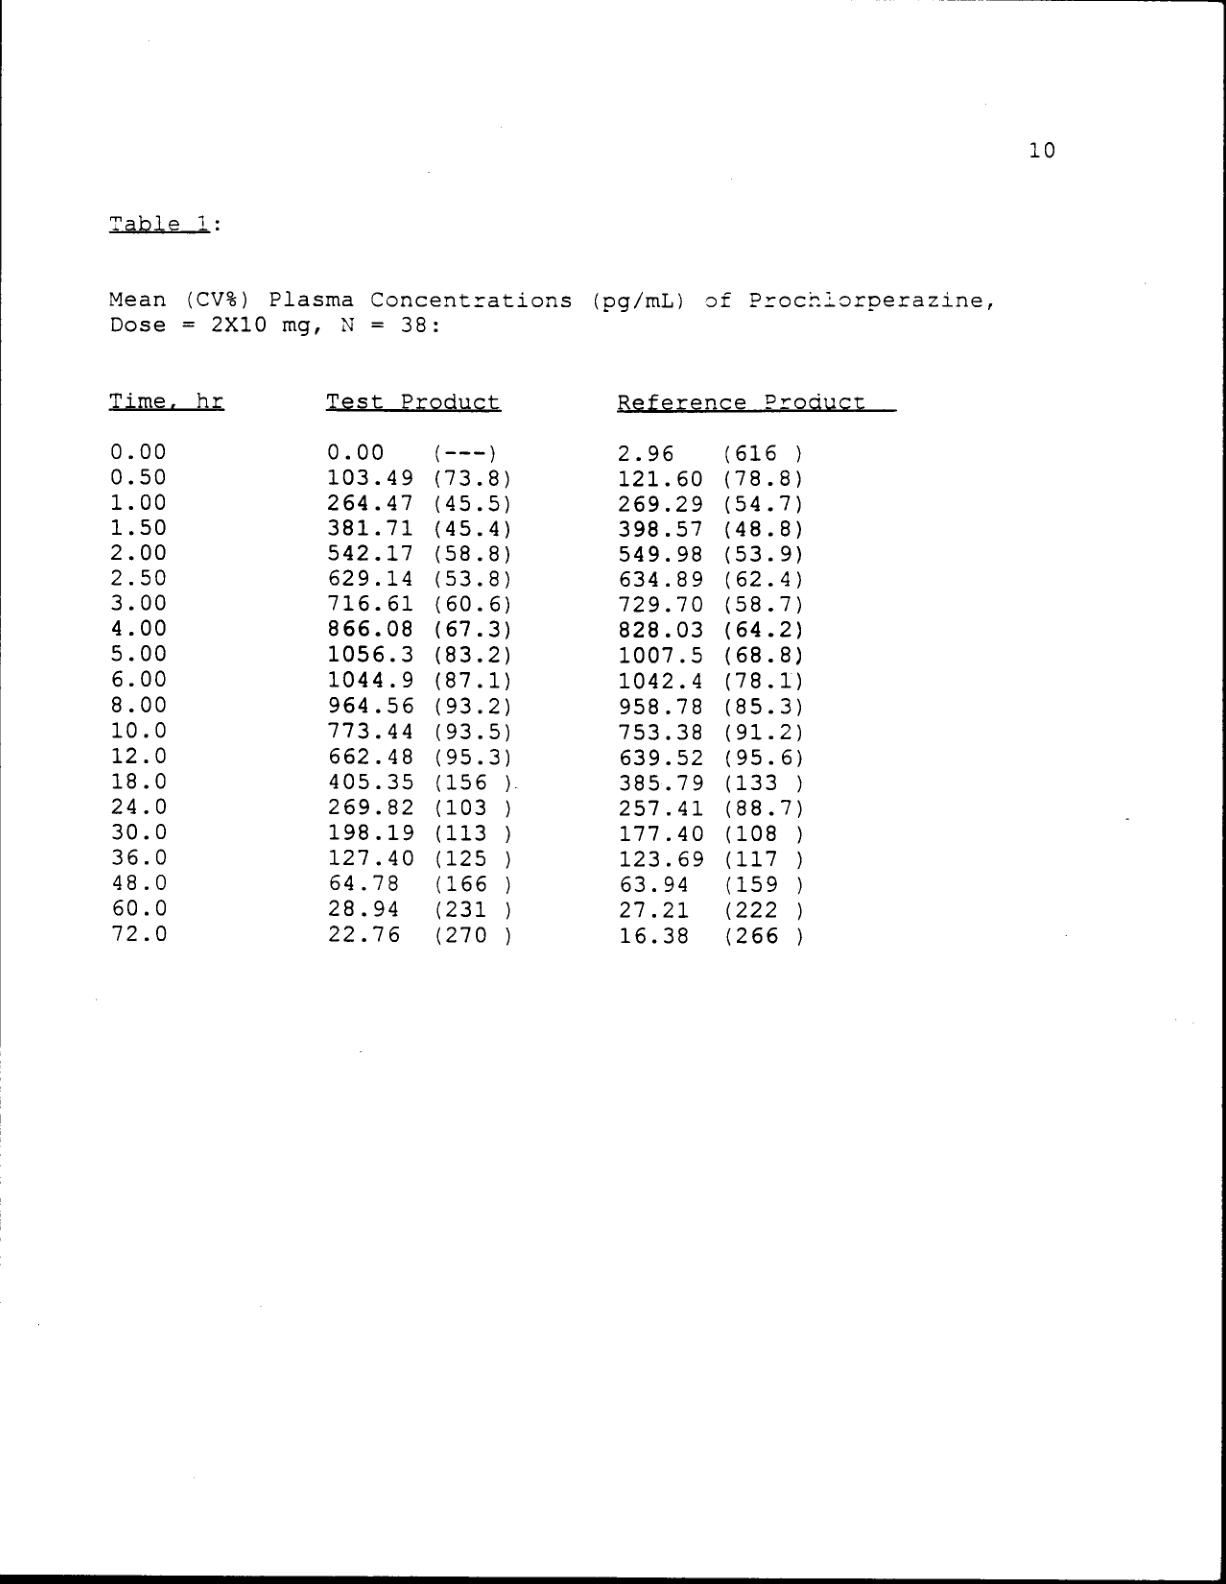 10
Table 1:
Mean (CV%) Plasma Concentrations (pg/mL) of Prochlorperazine,
Dose = 2X10 mg, N = 38:
Time, hr Test Product Reference Product
0.00 0.00 (---) 2.96 (616 )
0.50 103.49 (73.8) 121.60 (78.8)
1.00 264.47 (45.5) 269.29 (54.7)
1.50 381.71 (45.4) 398.57 (48.8)
2.00 542.17 (58.8) 549.98 (53.9)
2.50 629.14 (53.8) 634.89 (62.4)
3.00 716.61 (60.6) 729.70 (58.7)
4.00 866.08 (67.3) 828.03 (64.2)
5.00 1056.3 (83.2) 1007.5 (68.8)
6.00 1044.9 (87.1) 1042.4 (78.1)
8.00 964.56 (93.2) 958.78 (85.3)
10.0 773.44 (93.5) 753.38 (91.2)
12.0 662.48 (95.3) 639.52 (95.6)
18.0 405.35 (156 ) 385.79 (133 )
24.0 269.82 (103 ) 257.41 (88.7)
30.0 198.19 (113 ) 177.40 (108 )
36.0 127.40 (125 ) 123.69 (117 )
48.0 64.78 (166 ) 63.94 (159 )
60.0 28.94 (231 ) 27.21 (222 )
72.0 22.76 (270 ) 16.38 (266 )